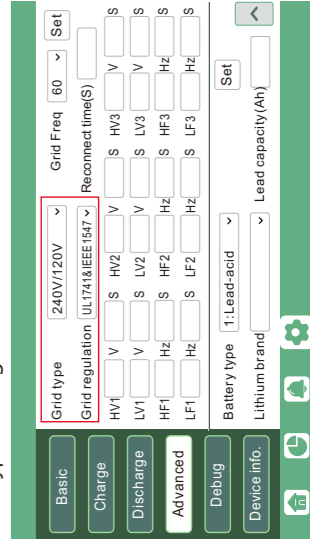 Basic
Charge
Discharge
Advanced
Debug
Device info.
Grid type 240V/120V Grid Freq 60 Set
Grid regulation UL1741&IEEE1547 Reconnect time(S)
HV1 V S HV2 V S HV3 V S
LV1 V S LV2 V S LV3 V S
HF1 Hz S HF2 Hz S HF3 Hz S
LF1 Hz S LF2 Hz S LF3 Hz S
Battery type 1:Lead-acid Set
Lithium brand Lead capacity(Ah)